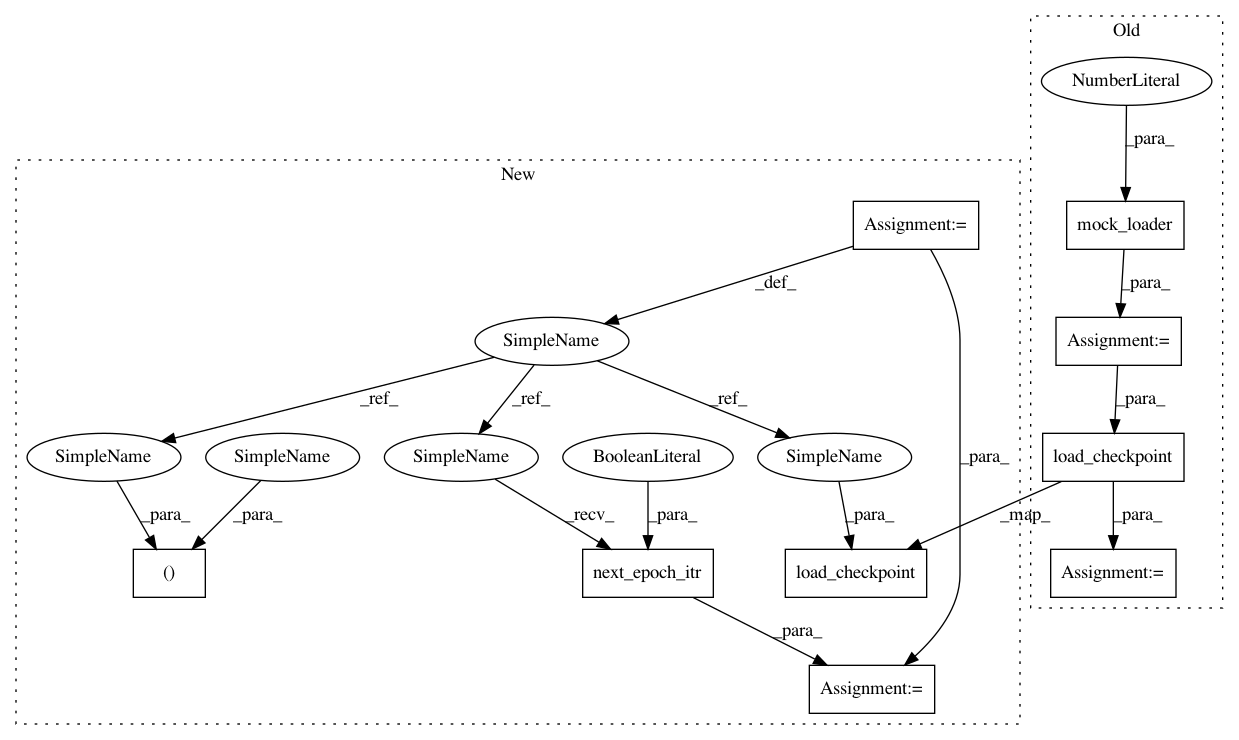 Old
NumberLiteral
_para_
New
mock_loader
Assignment:=
_def_
_para_
SimpleName
Assignment:=
_ref_
_ref_
_ref_
_para_
SimpleName
SimpleName
SimpleName
BooleanLiteral
SimpleName
_para_
load_checkpoint
_para_
_para_
_recv_
_para_
_para_
_map_
_para_
()
next_epoch_itr
load_checkpoint
Assignment:=
_para_
Assignment:=